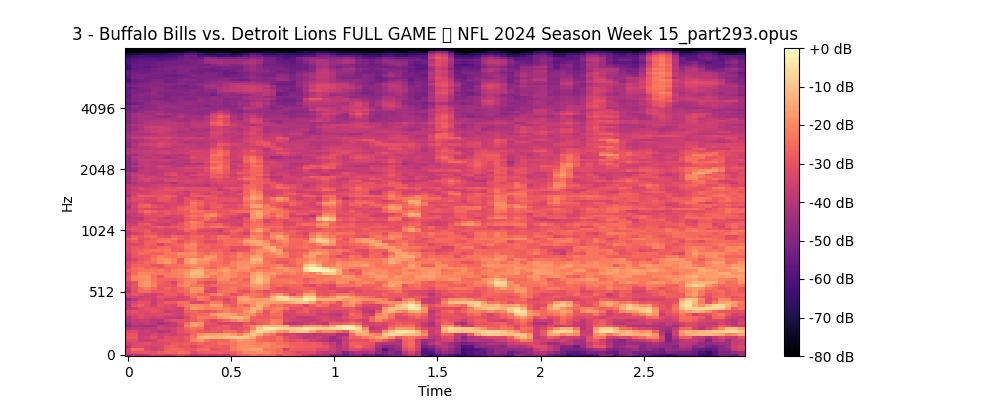 3 - Buffalo Bills vs. Detroit Lions FULL GAME ▯ NFL 2024 Season Week 15_part293.opus
+0 dB
-10 dB
-20 dB
-30 dB
-40 dB
-50 dB
-60 dB
-70 dB
-80 dB
4096
2048
1024
512
0
Hz
0
0.5
1
1.5
2
2.5
Time